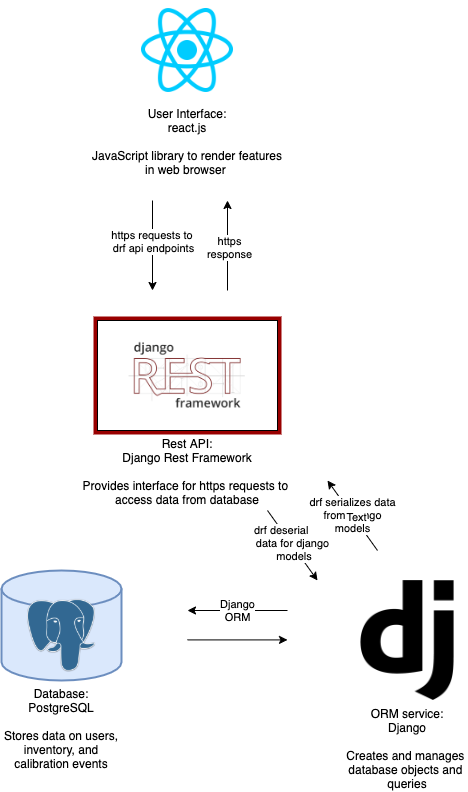 User Interface:
react.js
JavaScript library to render features
in web browser
https requests to
drf api endpoints
https
response
django
REST
framework
Rest API:
Django Rest Framework
Provides interface for https requests to
access data from database
drf serializes data
from Text go
models
drf deserial
data for django
models
Django
ORM
dj
Database:
PostgreSQL
Stores data on users,
inventory, and
calibration events
ORM service:
Django
Creates and manages
database objects and
queries